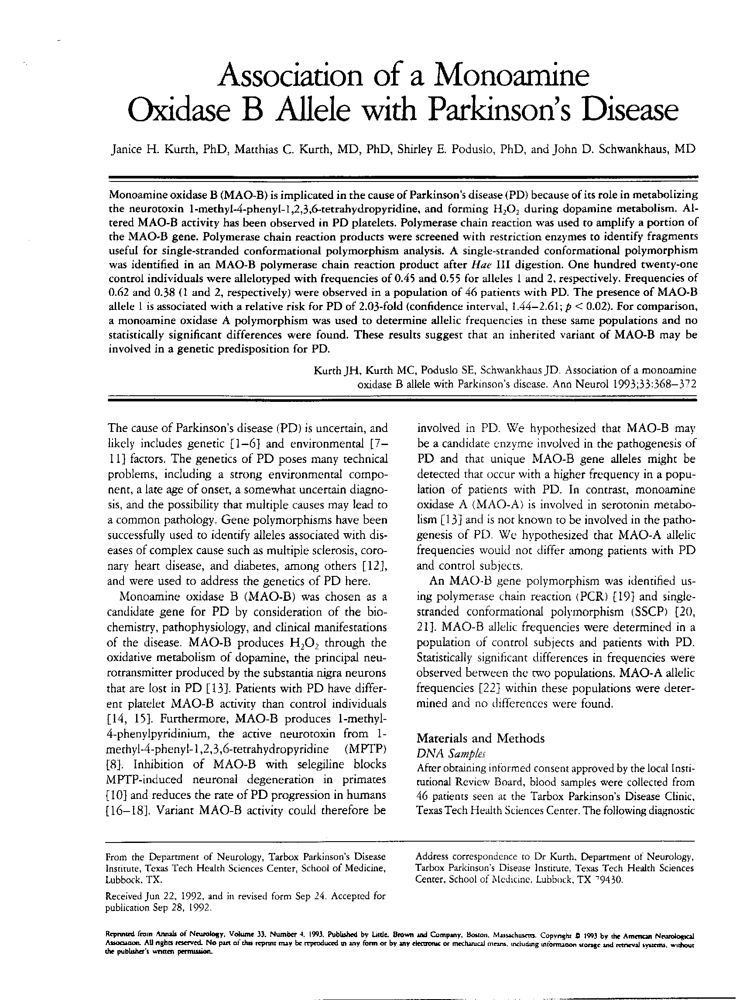 Association of a Monoamine
Oxidase B Allele with Parkinson's Disease
Janice H. Kurth, PhD, Matthias C. Kurth, MD, PhD, Shirley E. Poduslo, PhD, and John D. Schwankhaus, MD
Monoamine oxidase B (MAO-B) is implicated in the cause of Parkinson's disease (PD) because of its role in metabolizing
the neurotoxin 1-methyl-4-phenyl-1,2,3,6-tetrahydropyridine, and forming H₂O₂ during dopamine metabolism. Al-
tered MAO-B activity has been observed in PD platelets. Polymerase chain reaction was used to amplify a portion of
the MAO-B gene. Polymerase chain reaction products were screened with restriction enzymes to identify fragments
useful for single-stranded conformational polymorphism analysis. A single-stranded conformational polymorphism
was identified in an MAO-B polymerase chain reaction product after Hae III digestion. One hundred twenty-one
control individuals were allelotyped with frequencies of 0.45 and 0.55 for alleles 1 and 2, respectively. Frequencies of
0.62 and 0.38 (1 and 2, respectively) were observed in a population of 46 patients with PD. The presence of MAO-B
allele 1 is associated with a relative risk for PD of 2.03-fold (confidence interval, 1.44–2.61; p < 0.02). For comparison,
a monoamine oxidase A polymorphism was used to determine allelic frequencies in these same populations and no
statistically significant differences were found. These results suggest that an inherited variant of MAO-B may be
involved in a genetic predisposition for PD.
Kurth JH, Kurth MC, Poduslo SE, Schwankhaus JD. Association of a monoamine
oxidase B allele with Parkinson's disease. Ann Neurol 1993;33:368–372
The cause of Parkinson's disease (PD) is uncertain, and
likely includes genetic [1–6] and environmental [7–
11] factors. The genetics of PD poses many technical
problems, including a strong environmental compo-
nent, a late age of onset, a somewhat uncertain diagno-
sis, and the possibility that multiple causes may lead to
a common pathology. Gene polymorphisms have been
successfully used to identify alleles associated with dis-
eases of complex cause such as multiple sclerosis, coro-
nary heart disease, and diabetes, among others [12],
and were used to address the genetics of PD here.
Monoamine oxidase B (MAO-B) was chosen as a
candidate gene for PD by consideration of the bio-
chemistry, pathophysiology, and clinical manifestations
of the disease. MAO-B produces H₂O₂ through the
oxidative metabolism of dopamine, the principal neu-
rotransmitter produced by the substantia nigra neurons
that are lost in PD [13]. Patients with PD have differ-
ent platelet MAO-B activity than control individuals
[14, 15]. Furthermore, MAO-B produces 1-methyl-
4-phenylpyridinium, the active neurotoxin from 1-
methyl-4-phenyl-1,2,3,6-tetrahydropyridine (MPTP)
[8]. Inhibition of MAO-B with selegiline blocks
MPTP-induced neuronal degeneration in primates
[10] and reduces the rate of PD progression in humans
[16–18]. Variant MAO-B activity could therefore be
involved in PD. We hypothesized that MAO-B may
be a candidate enzyme involved in the pathogenesis of
PD and that unique MAO-B gene alleles might be
detected that occur with a higher frequency in a popu-
lation of patients with PD. In contrast, monoamine
oxidase A (MAO-A) is involved in serotonin metabo-
lism [13] and is not known to be involved in the patho-
genesis of PD. We hypothesized that MAO-A allelic
frequencies would not differ among patients with PD
and control subjects.
An MAO-B gene polymorphism was identified us-
ing polymerase chain reaction (PCR) [19] and single-
stranded conformational polymorphism (SSCP) [20,
21]. MAO-B allelic frequencies were determined in a
population of control subjects and patients with PD.
Statistically significant differences in frequencies were
observed between the two populations. MAO-A allelic
frequencies [22] within these populations were deter-
mined and no differences were found.
Materials and Methods
DNA Samples
After obtaining informed consent approved by the local Insti-
tutional Review Board, blood samples were collected from
46 patients seen at the Tarbox Parkinson's Disease Clinic,
Texas Tech Health Sciences Center. The following diagnostic
From the Department of Neurology, Tarbox Parkinson's Disease
Institute, Texas Tech Health Sciences Center, School of Medicine,
Lubbock, TX.
Received Jun 22, 1992, and in revised form Sep 24. Accepted for
publication Sep 28, 1992.
Address correspondence to Dr Kurth, Department of Neurology,
Tarbox Parkinson's Disease Institute, Texas Tech Health Sciences
Center, School of Medicine, Lubbock, TX 79430.
Reprinted from Annals of Neurology, Volume 33, Number 4, 1993. Published by Little, Brown and Company, Boston, Massachusetts. Copyright © 1993 by the American Neurological
Association. All rights reserved. No part of this reprint may be reproduced in any form or by any electronic or mechanical means, including information storage and retrieval systems, without
the publisher's written permission.